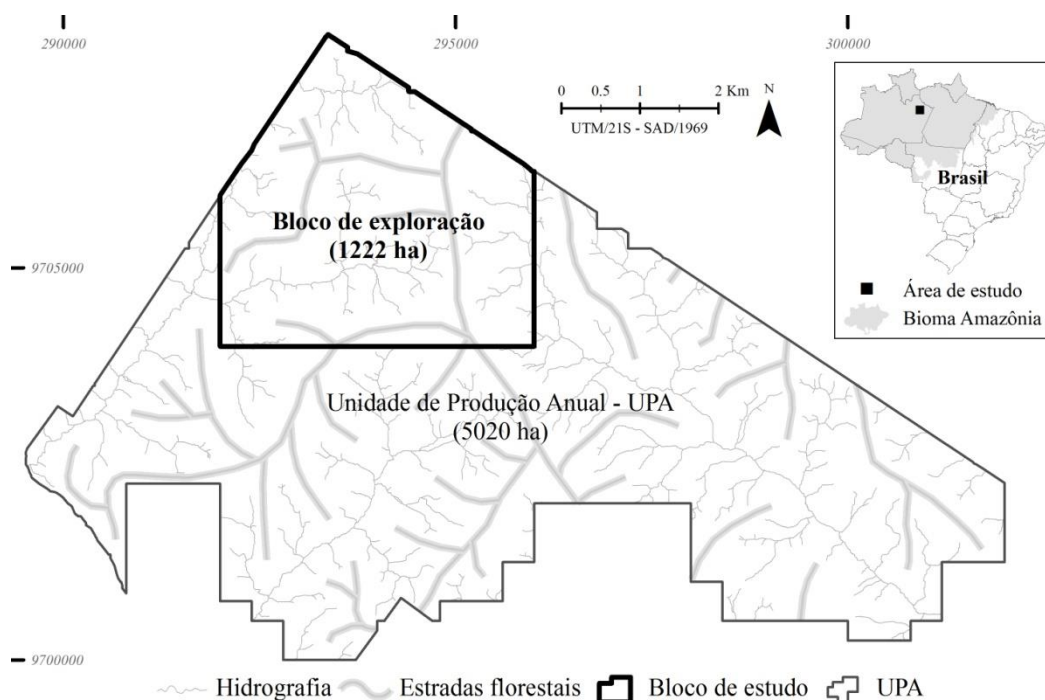 290000
295000
300000
0 0.5 1 2 Km
N
UTM/21S - SAD/1969
Brasil
Área de estudo
Bioma Amazônia
Bloco de exploração
(1222 ha)
9705000
Unidade de Produção Anual - UPA
(5020 ha)
9700000
Hidrografia
Estradas florestais
Bloco de estudo
UPA